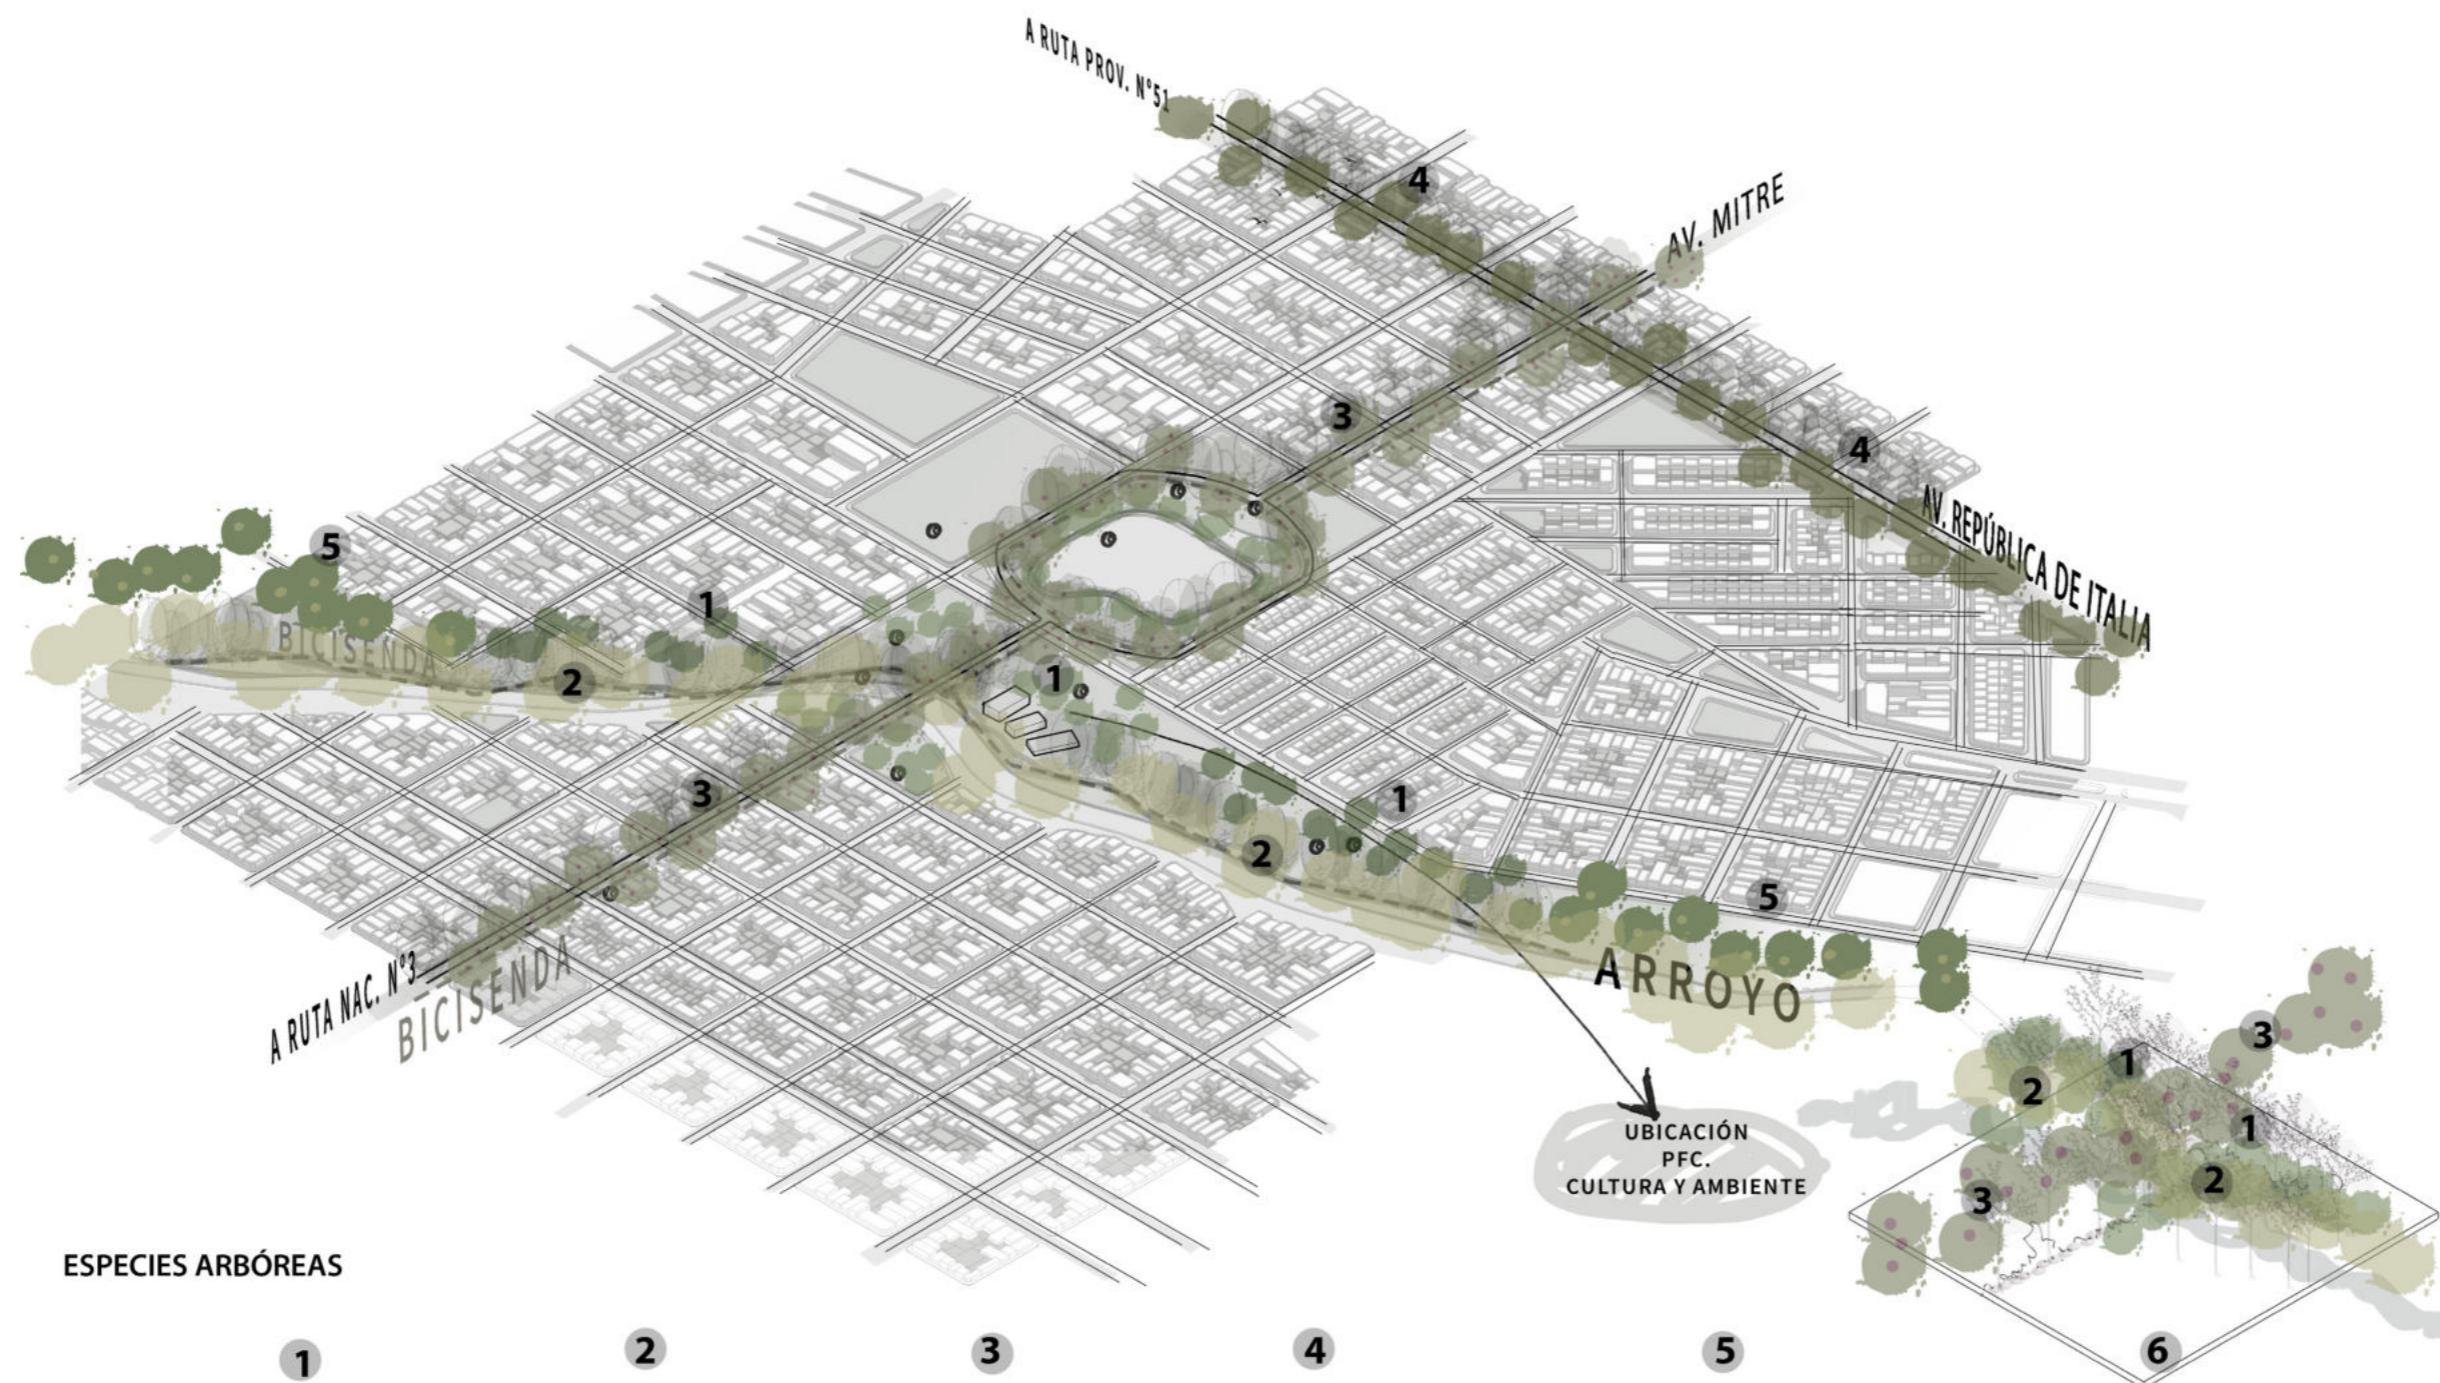 A RUTA PROV. N°51
4
AV. MITRE
3
4
AV. REPÚBLICA DE ITALIA
5
1
BICISENDA
2
1
3
1
2
5
A RUTA NAC. N°3
BICISENDA
ARROYO
3
1
2
1
UBICACIÓN
PFC.
CULTURA Y AMBIENTE
2
3
ESPECIES ARBÓREAS
1 2 3 4 5 6